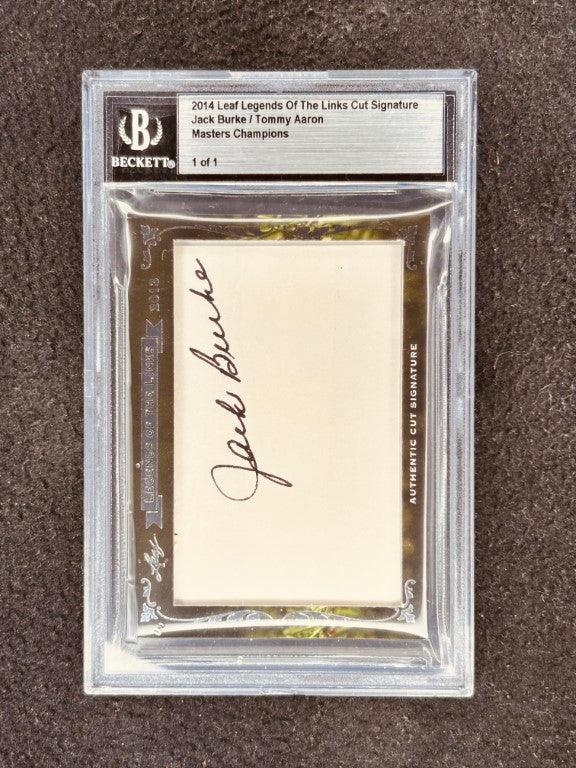 2014 Leaf Legends Of The Links Cut Signature
Jack Burke / Tommy Aaron
Masters Champions
1 of 1
B
BECKETT®
LEGENDS OF THE LINKS 2013
Leaf
Jack Burke
AUTHENTIC CUT SIGNATURE